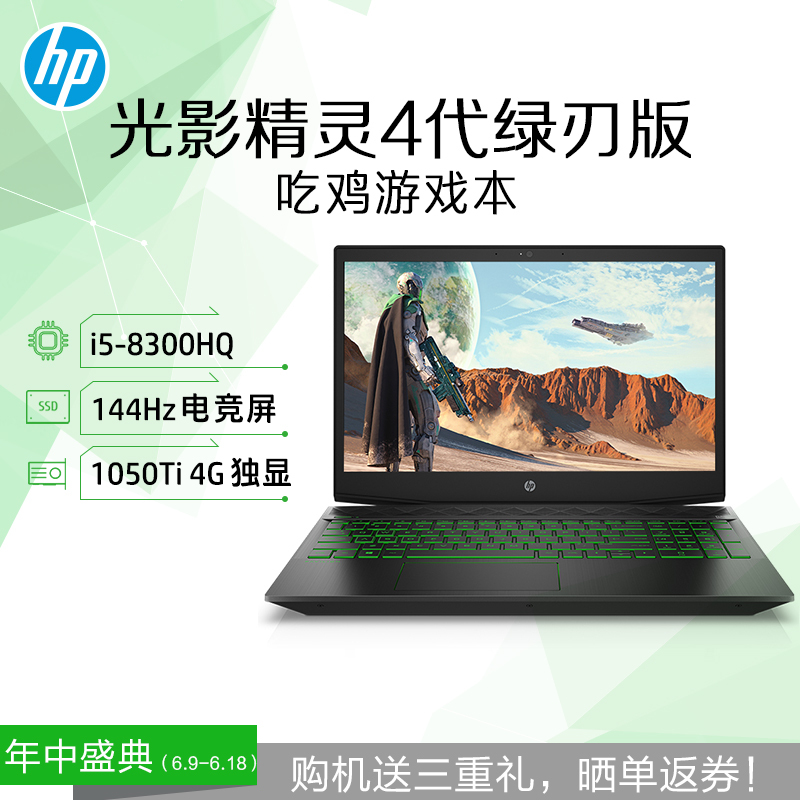 hp
光影精灵4代绿刃版
吃鸡游戏本
i5-8300HQ
SSD
144Hz电竞屏
1050Ti 4G 独显
hp
年中盛典(6.9-6.18)
购机送三重礼，晒单返券！